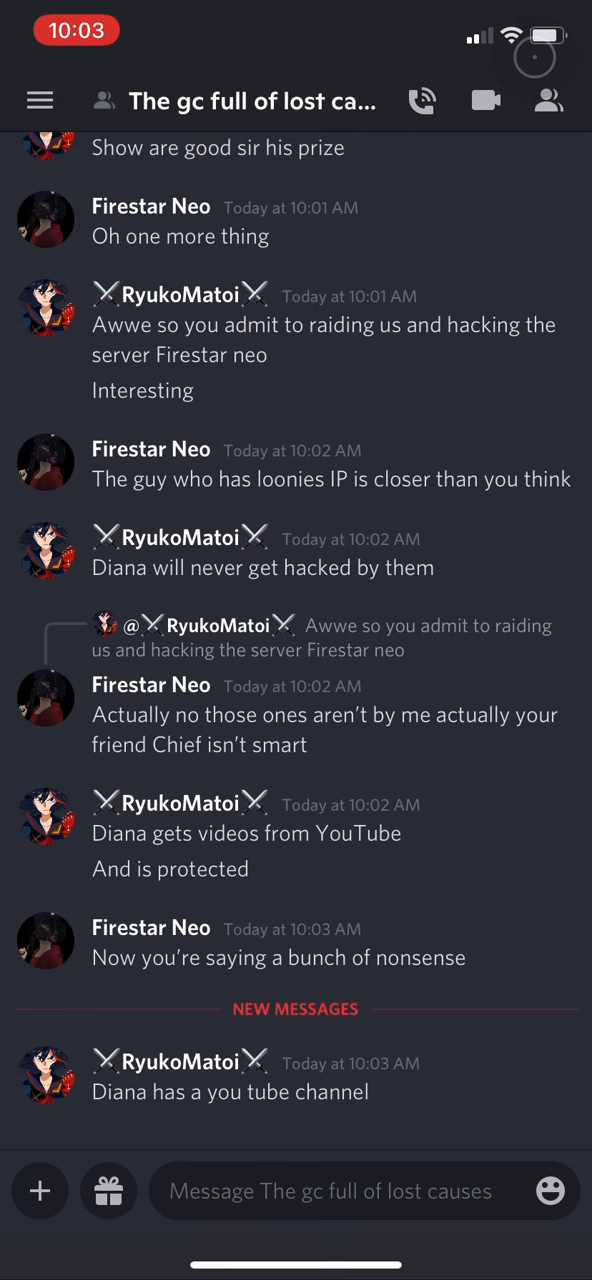 10:03
The gc full of lost ca...
Show are good sir his prize
Firestar Neo Today at 10:01 AM
Oh one more thing
⚔RyukoMatoi⚔ Today at 10:01 AM
Awwe so you admit to raiding us and hacking the
server Firestar neo
Interesting
Firestar Neo Today at 10:02 AM
The guy who has loonies IP is closer than you think
⚔RyukoMatoi⚔ Today at 10:02 AM
Diana will never get hacked by them
@⚔RyukoMatoi⚔ Awwe so you admit to raiding
us and hacking the server Firestar neo
Firestar Neo Today at 10:02 AM
Actually no those ones aren't by me actually your
friend Chief isn't smart
⚔RyukoMatoi⚔ Today at 10:02 AM
Diana gets videos from YouTube
And is protected
Firestar Neo Today at 10:03 AM
Now you're saying a bunch of nonsense
NEW MESSAGES
⚔RyukoMatoi⚔ Today at 10:03 AM
Diana has a you tube channel
Message The gc full of lost causes